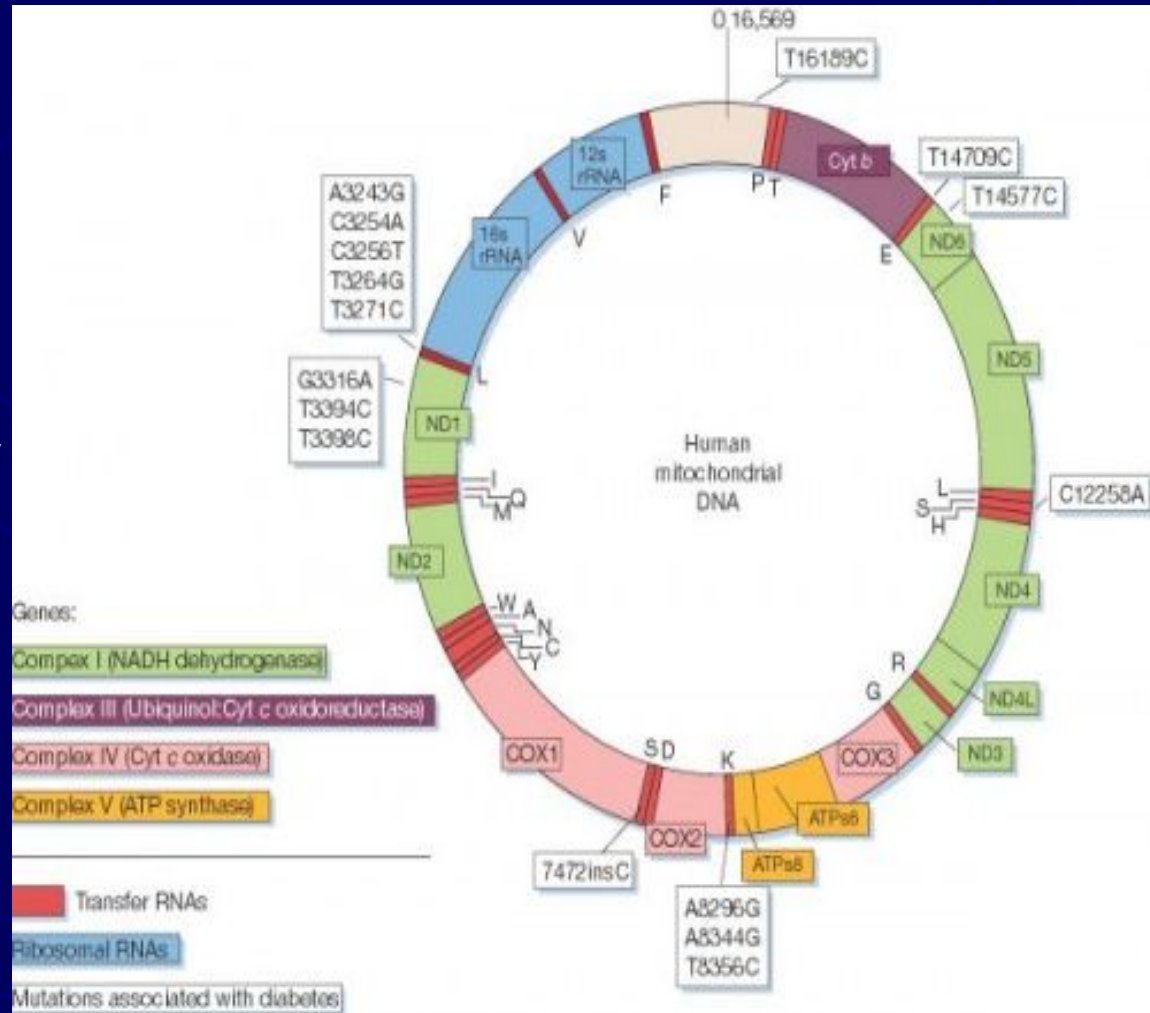 0 16,569
T16189C
12s
rRNA
Cyt b
T14709C
T14577C
F
P T
A3243G
C3254A
C3256T
T3264G
T3271C
V
16s
rRNA
E
ND6
ND5
L
G3316A
T3394C
T3398C
ND1
Human
mitochondrial
DNA
I
Q
M
L
S
H
C12258A
ND2
ND4
W
A
N
C
Y
R
G
ND4L
ND3
COX1
S D
K
COX3
COX2
ATPs6
ATPs8
7472insC
A8296G
A8344G
T8356C
Genes:
Compex I (NADH dehydrogenase)
Complex III (Ubiquinol:Cyt c oxidoreductase)
Complex IV (Cyt c oxidase)
Complex V (ATP synthase)
Transfer RNAs
Ribosomal RNAs
Mutations associated with diabetes